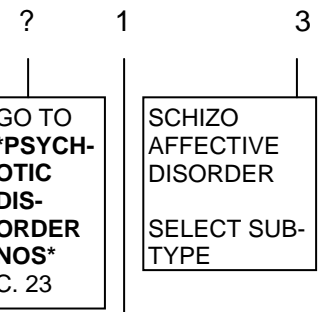 ? 1 3
GO TO
*PSYCH-
OTIC
DIS-
ORDER
NOS*
C. 23
SCHIZO
AFFECTIVE
DISORDER
SELECT SUB-
TYPE